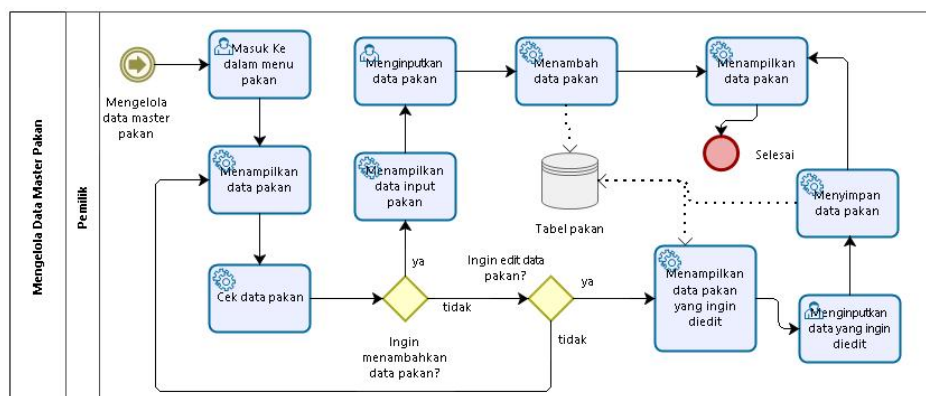 Mengelola Data Master Pakan
Pemilik
Mengelola
data master
pakan
Masuk Ke
dalam menu
pakan
Menampilkan
data pakan
Cek data pakan
Menginputkan
data pakan
Menampilkan
data input
pakan
ya
tidak
Ingin
menambahkan
data pakan?
Menambah
data pakan
Tabel pakan
Ingin edit data
pakan?
ya
tidak
Menampilkan
data pakan
Selesai
Menyimpan
data pakan
Menampilkan
data pakan
yang ingin
diedit
Menginputkan
data yang ingin
diedit